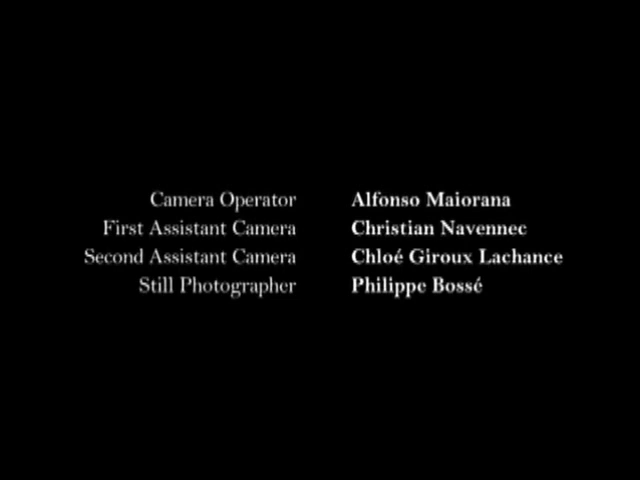 Camera Operator Alfonso Maiorana
First Assistant Camera Christian Navennec
Second Assistant Camera Chloé Giroux Lachance
Still Photographer Philippe Bossé